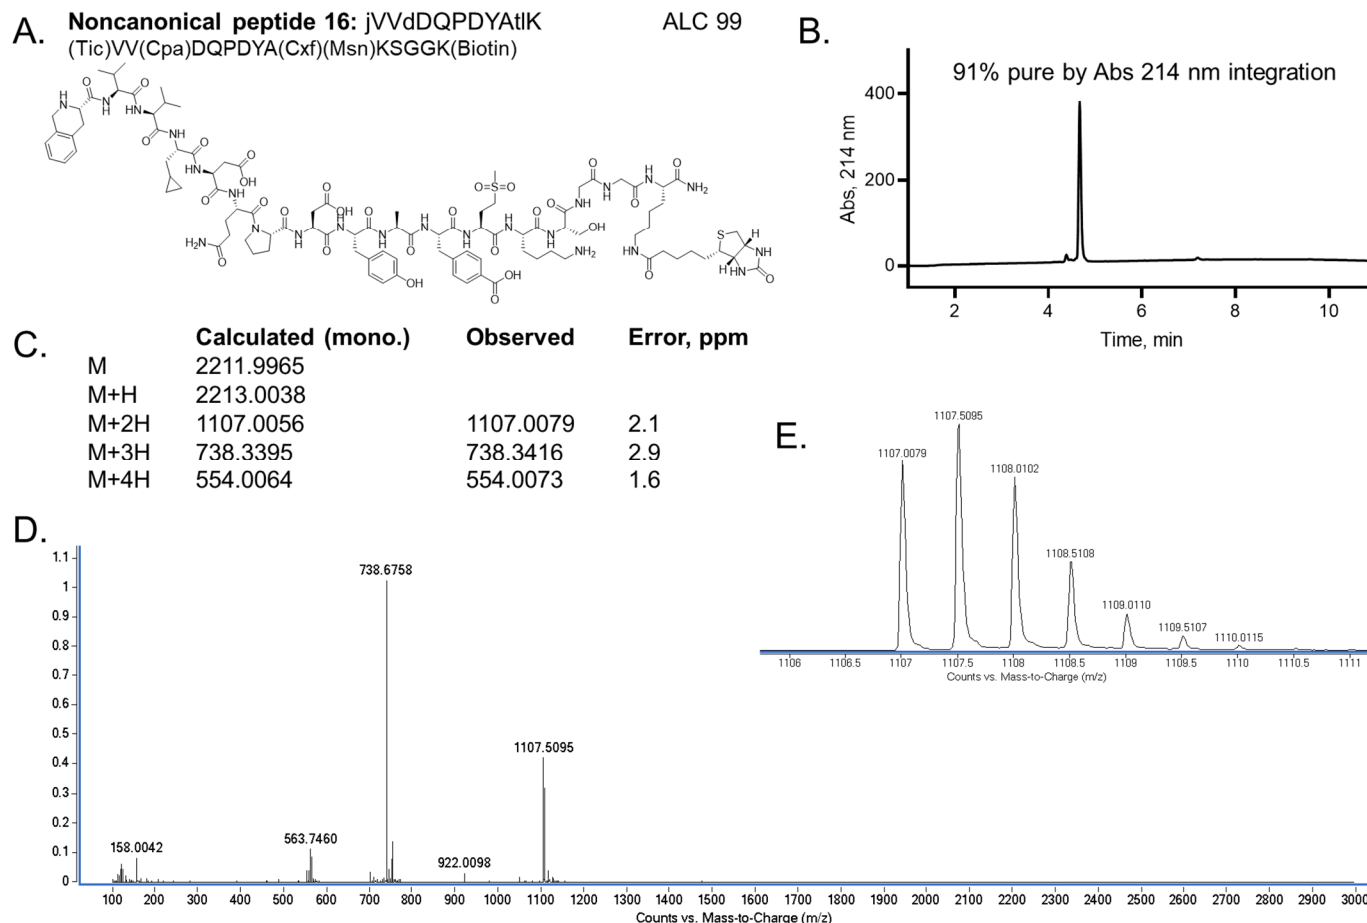 A.
Noncanonical peptide 16: jVVdDQPDYAtlK
ALC 99
(Tic)VV(Cpa)DQPDYA(Cxf)(Msn)KSGGK(Biotin)
B.
91% pure by Abs 214 nm integration
Abs, 214 nm
400
200
0
2 4 6 8 10
Time, min
C.
Calculated (mono.) Observed Error, ppm
M 2211.9965
M+H 2213.0038
M+2H 1107.0056 1107.0079 2.1
M+3H 738.3395 738.3416 2.9
M+4H 554.0064 554.0073 1.6
E.
1107.0079
1107.5095
1108.0102
1108.5108
1109.0110
1109.5107
1110.0115
1106 1106.5 1107 1107.5 1108 1108.5 1109 1109.5 1110 1110.5 1111
Counts vs. Mass-to-Charge (m/z)
D.
1.1
1
0.9
0.8
0.7
0.6
0.5
0.4
0.3
0.2
0.1
0
158.0042
563.7460
738.6758
922.0098
1107.5095
100 200 300 400 500 600 700 800 900 1000 1100 1200 1300 1400 1500 1600 1700 1800 1900 2000 2100 2200 2300 2400 2500 2600 2700 2800 2900
Counts vs. Mass-to-Charge (m/z)